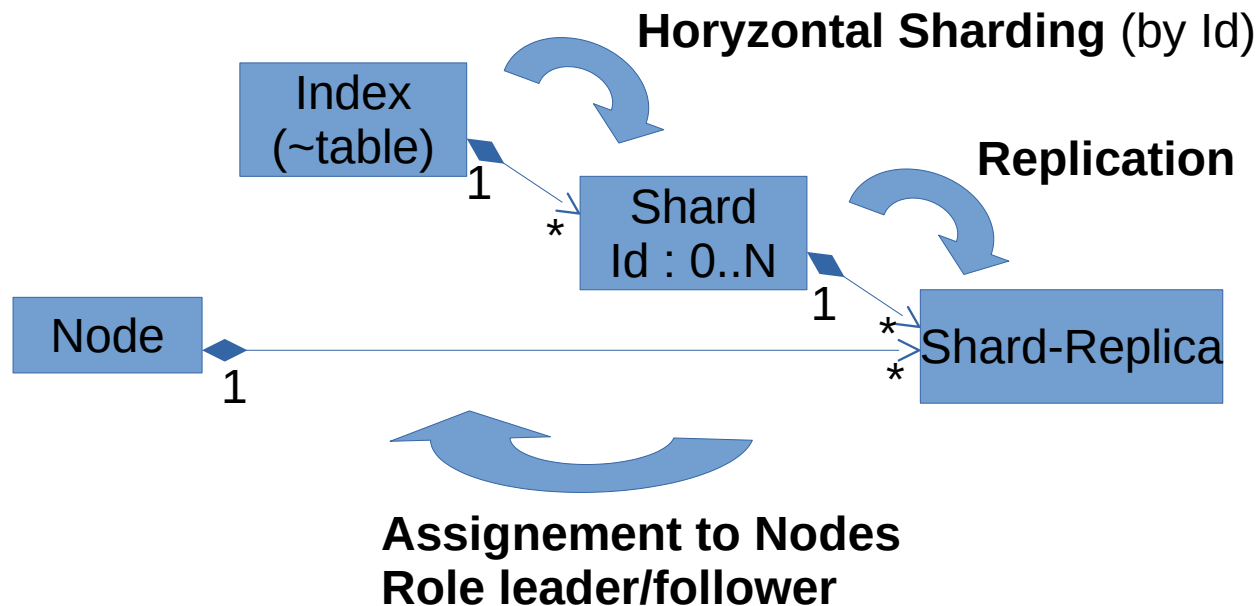 Horyzontal Sharding (by Id)
Index
(~table)
1
*
Replication
Shard
Id : 0..N
1
*
Node
1
*
Shard-Replica
Assignement to Nodes
Role leader/follower